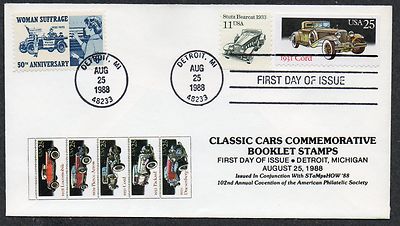 WOMAN SUFFRAGE
50th ANNIVERSARY
DETROIT, MI
AUG
25
1988
48233
DETROIT, MI
AUG
25
1988
48233
Stutz Bearcat 1933
11 USA
USA 25
1931 Cord
FIRST DAY OF ISSUE
CLASSIC CARS COMMEMORATIVE
BOOKLET STAMPS
FIRST DAY OF ISSUE • DETROIT, MICHIGAN
AUGUST 25, 1988
Issued in Conjunction With STaMpsHOW '88
102nd Annual Covention of the American Philatelic Society